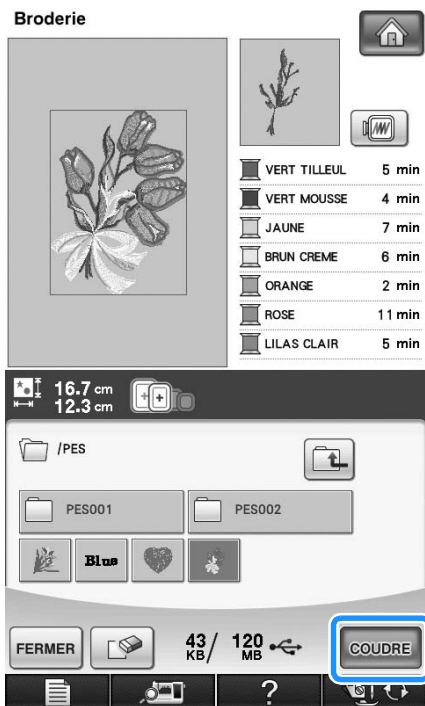 Broderie
VERT TILLEUL 5 min
VERT MOUSSE 4 min
JAUNE 7 min
BRUN CREME 6 min
ORANGE 2 min
ROSE 11 min
LILAS CLAIR 5 min
16.7 cm
12.3 cm
/PES
PES001 PES002
Blue
FERMER 43 KB/ 120 MB COUDRE
?